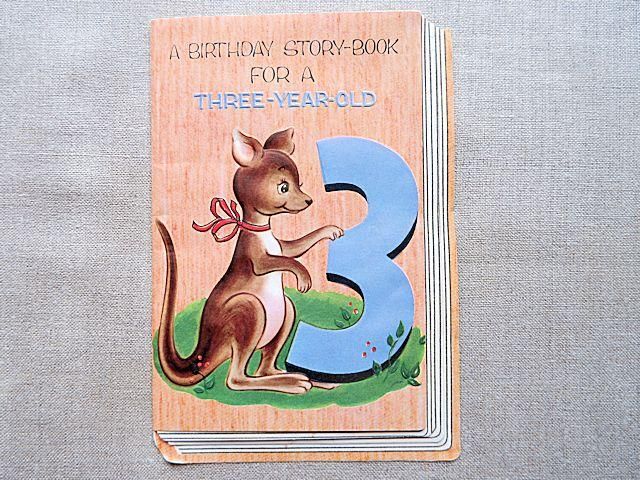 A BIRTHDAY STORY-BOOK
FOR A
THREE-YEAR-OLD
3